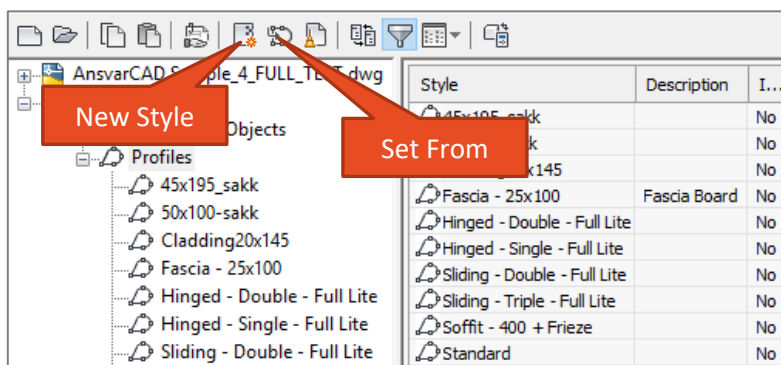 AnsvarCAD Sample_4_FULL_TEST.dwg
New Style
Objects
Profiles
45x195_sakk
50x100-sakk
Cladding20x145
Fascia - 25x100
Hinged - Double - Full Lite
Hinged - Single - Full Lite
Sliding - Double - Full Lite
Set From
Style Description I...
45x195_sakk No
No
x145 No
Fascia - 25x100 Fascia Board No
Hinged - Double - Full Lite No
Hinged - Single - Full Lite No
Sliding - Double - Full Lite No
Sliding - Triple - Full Lite No
Soffit - 400 + Frieze No
Standard No